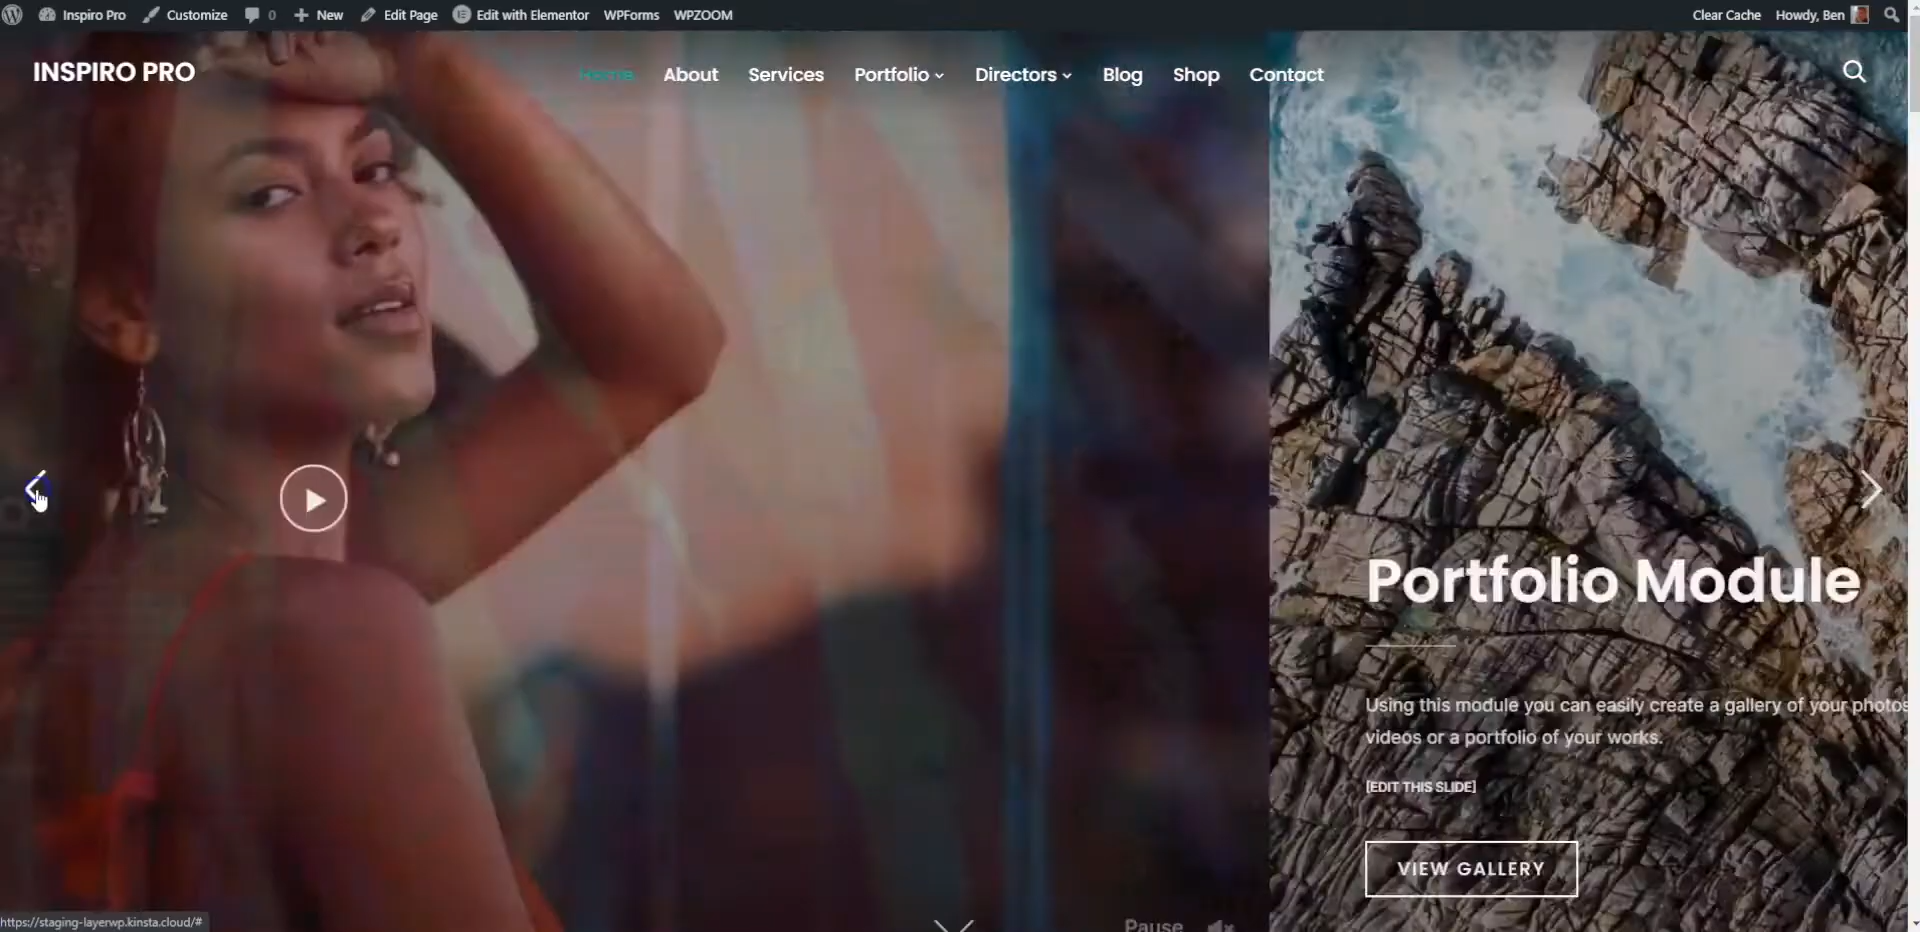 Inspiro Pro Customize 0 New Edit Page Edit with Elementor WPForms WPZOOM Clear Cache Howdy, Ben
INSPIRO PRO Home About Services Portfolio Directors Blog Shop Contact
Portfolio Module
Using this module you can easily create a gallery of your photos
videos or a portfolio of your works.
[EDIT THIS SLIDE]
VIEW GALLERY
Pause
https://staging-layerwp.kinsta.cloud/#